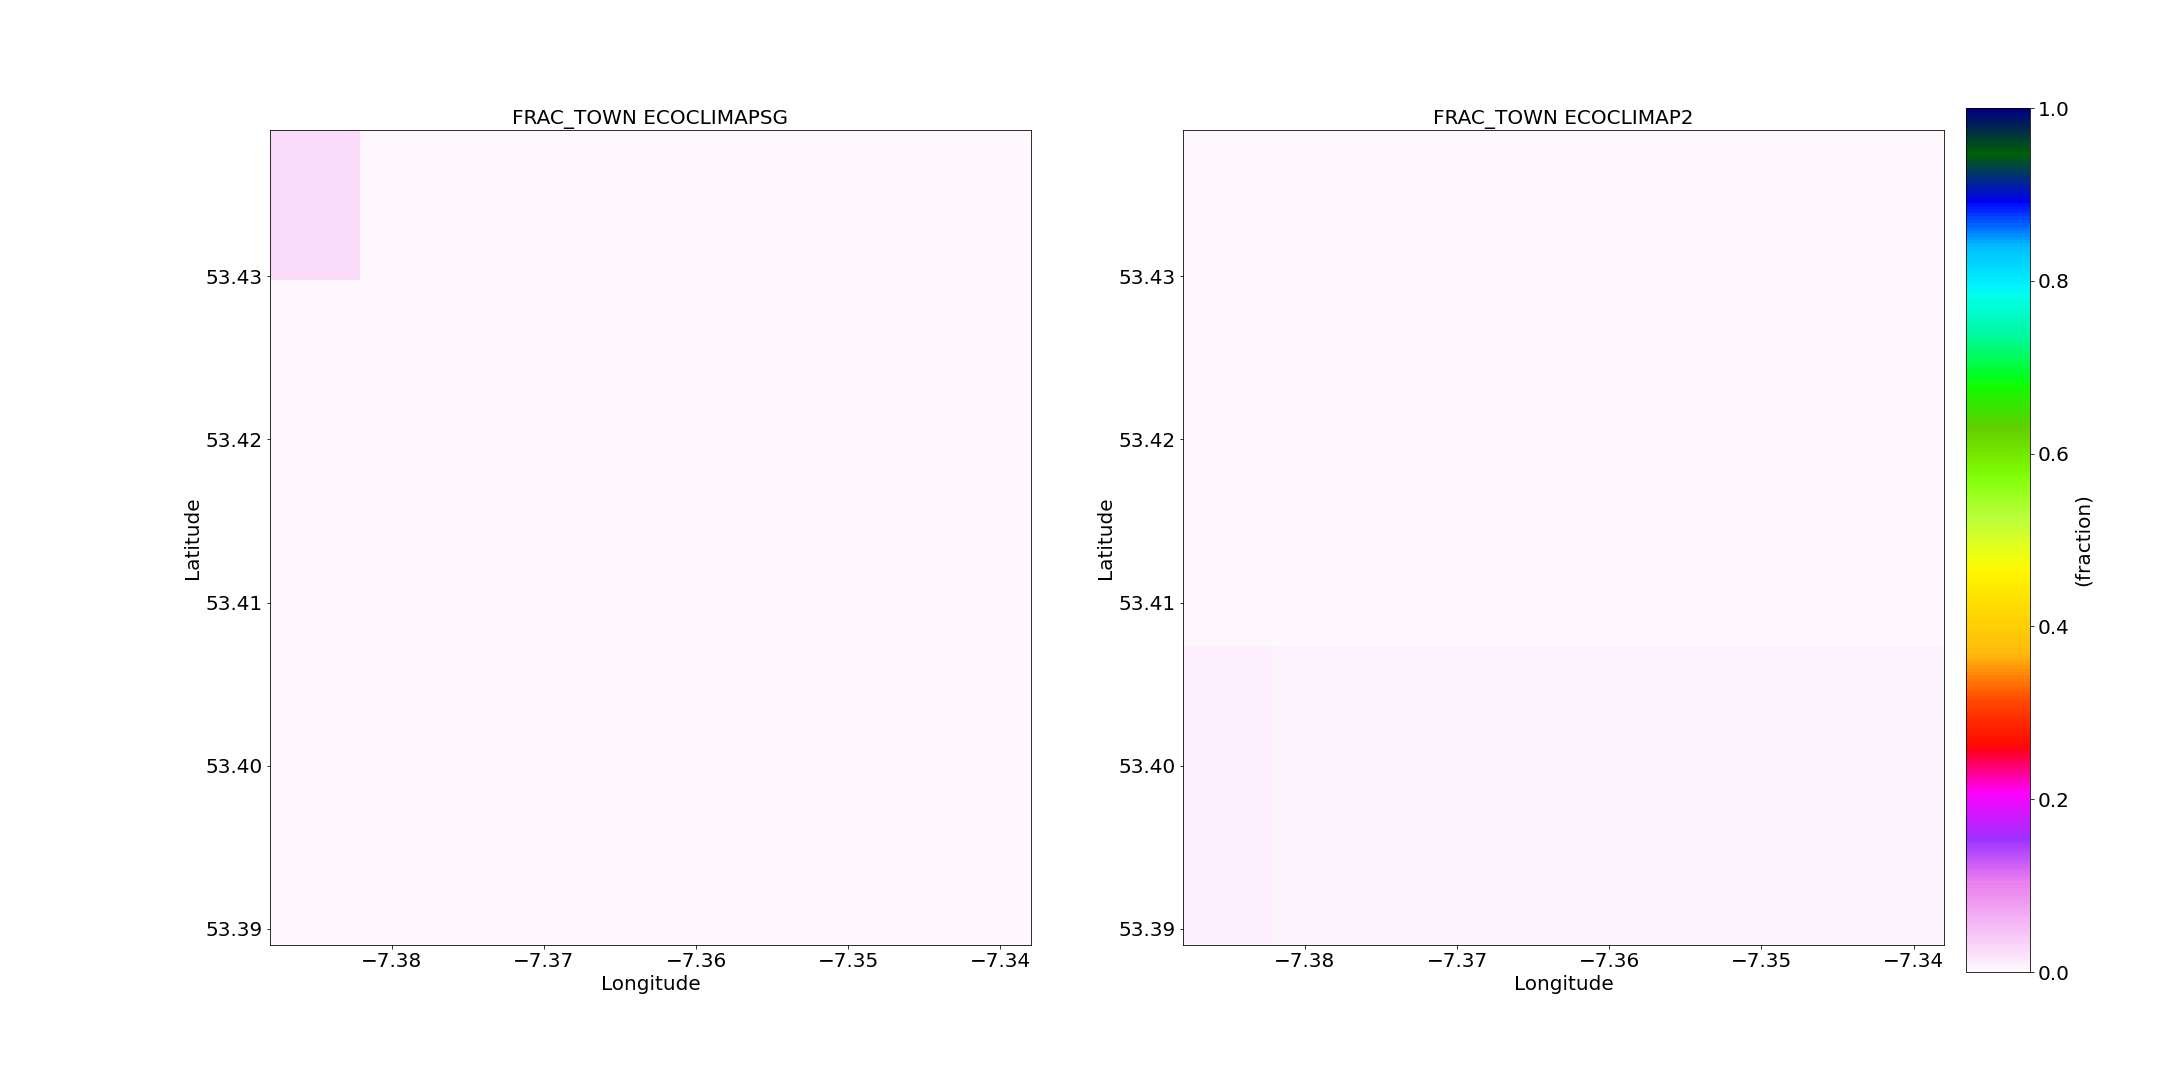 FRAC_TOWN ECOCLIMAPSG
53.43
53.42
53.41
53.40
53.39
Latitude
−7.38 −7.37 −7.36 −7.35 −7.34
Longitude
FRAC_TOWN ECOCLIMAP2
53.43
53.42
53.41
53.40
53.39
Latitude
−7.38 −7.37 −7.36 −7.35 −7.34
Longitude
1.0
0.8
0.6
0.4
0.2
0.0
(fraction)